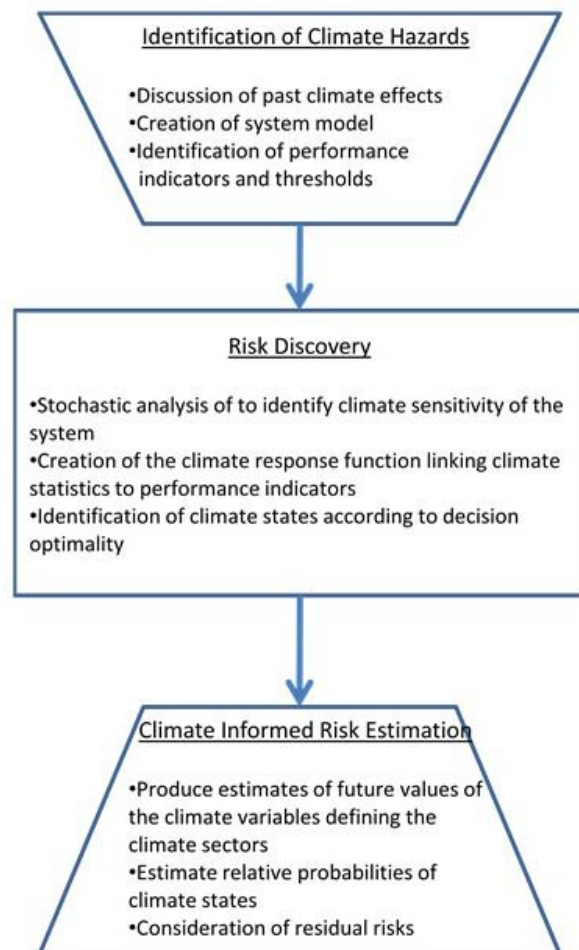 Identification of Climate Hazards
•Discussion of past climate effects
•Creation of system model
•Identification of performance
indicators and thresholds
Risk Discovery
•Stochastic analysis of to identify climate sensitivity of the
system
•Creation of the climate response function linking climate
statistics to performance indicators
•Identification of climate states according to decision
optimality
Climate Informed Risk Estimation
•Produce estimates of future values of
the climate variables defining the
climate sectors
•Estimate relative probabilities of
climate states
•Consideration of residual risks